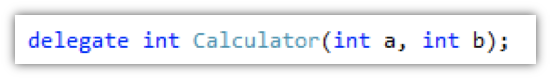 delegate int Calculator(int a, int b);